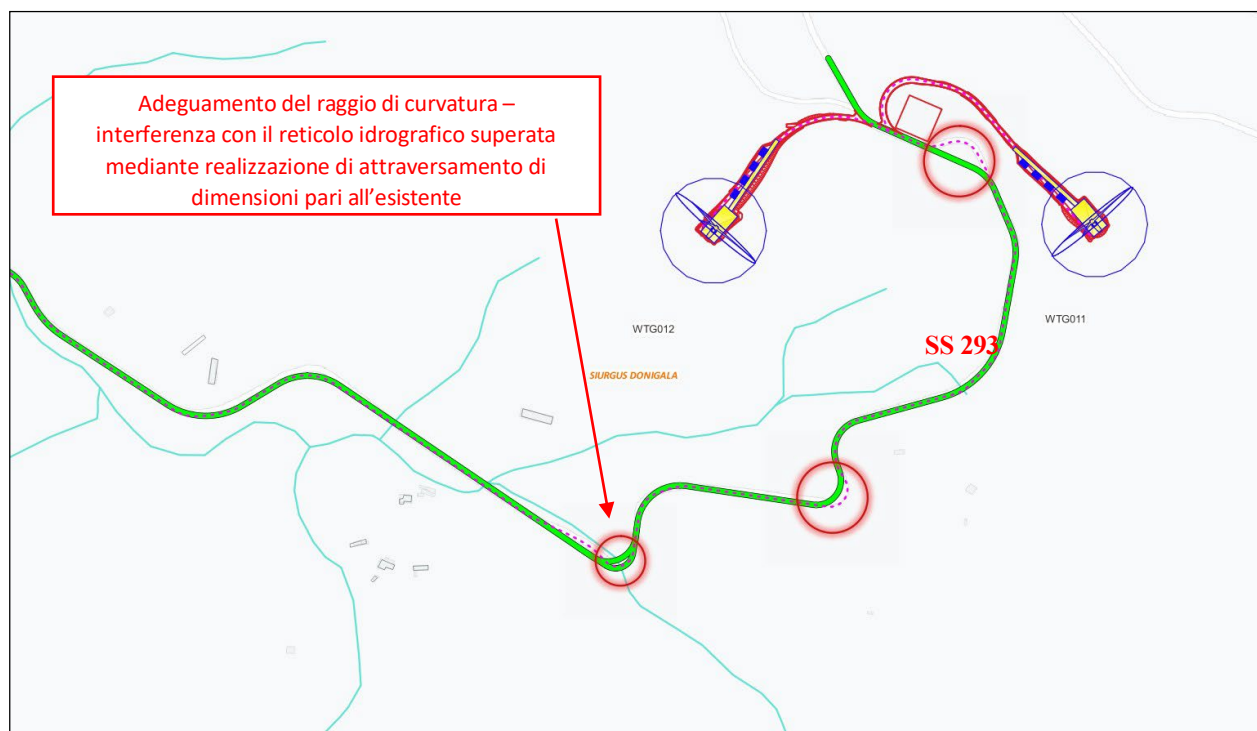 Adeguamento del raggio di curvatura –
interferenza con il reticolo idrografico superata
mediante realizzazione di attraversamento di
dimensioni pari all’esistente
WTG011
WTG012
SS 293
SIURGUS DONIGALA